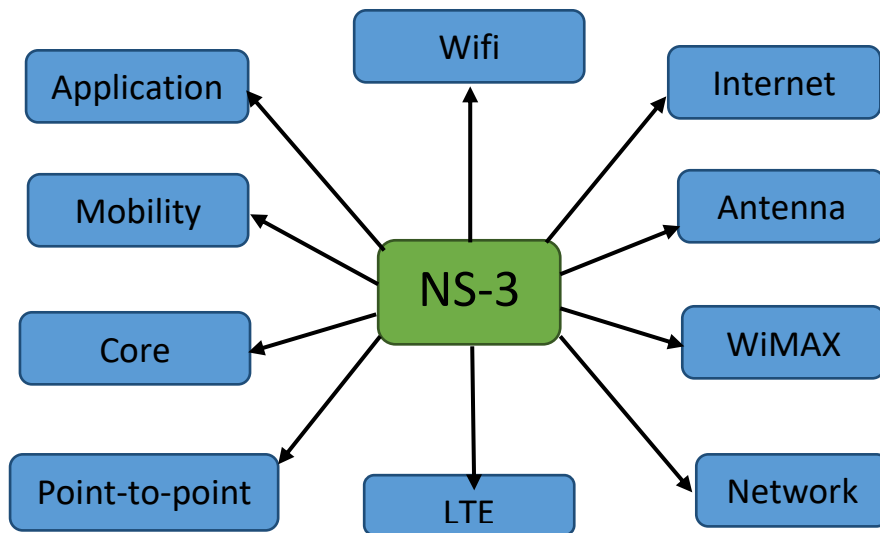 Wifi
Application
Internet
Mobility
Antenna
NS-3
Core
WiMAX
Point-to-point
LTE
Network